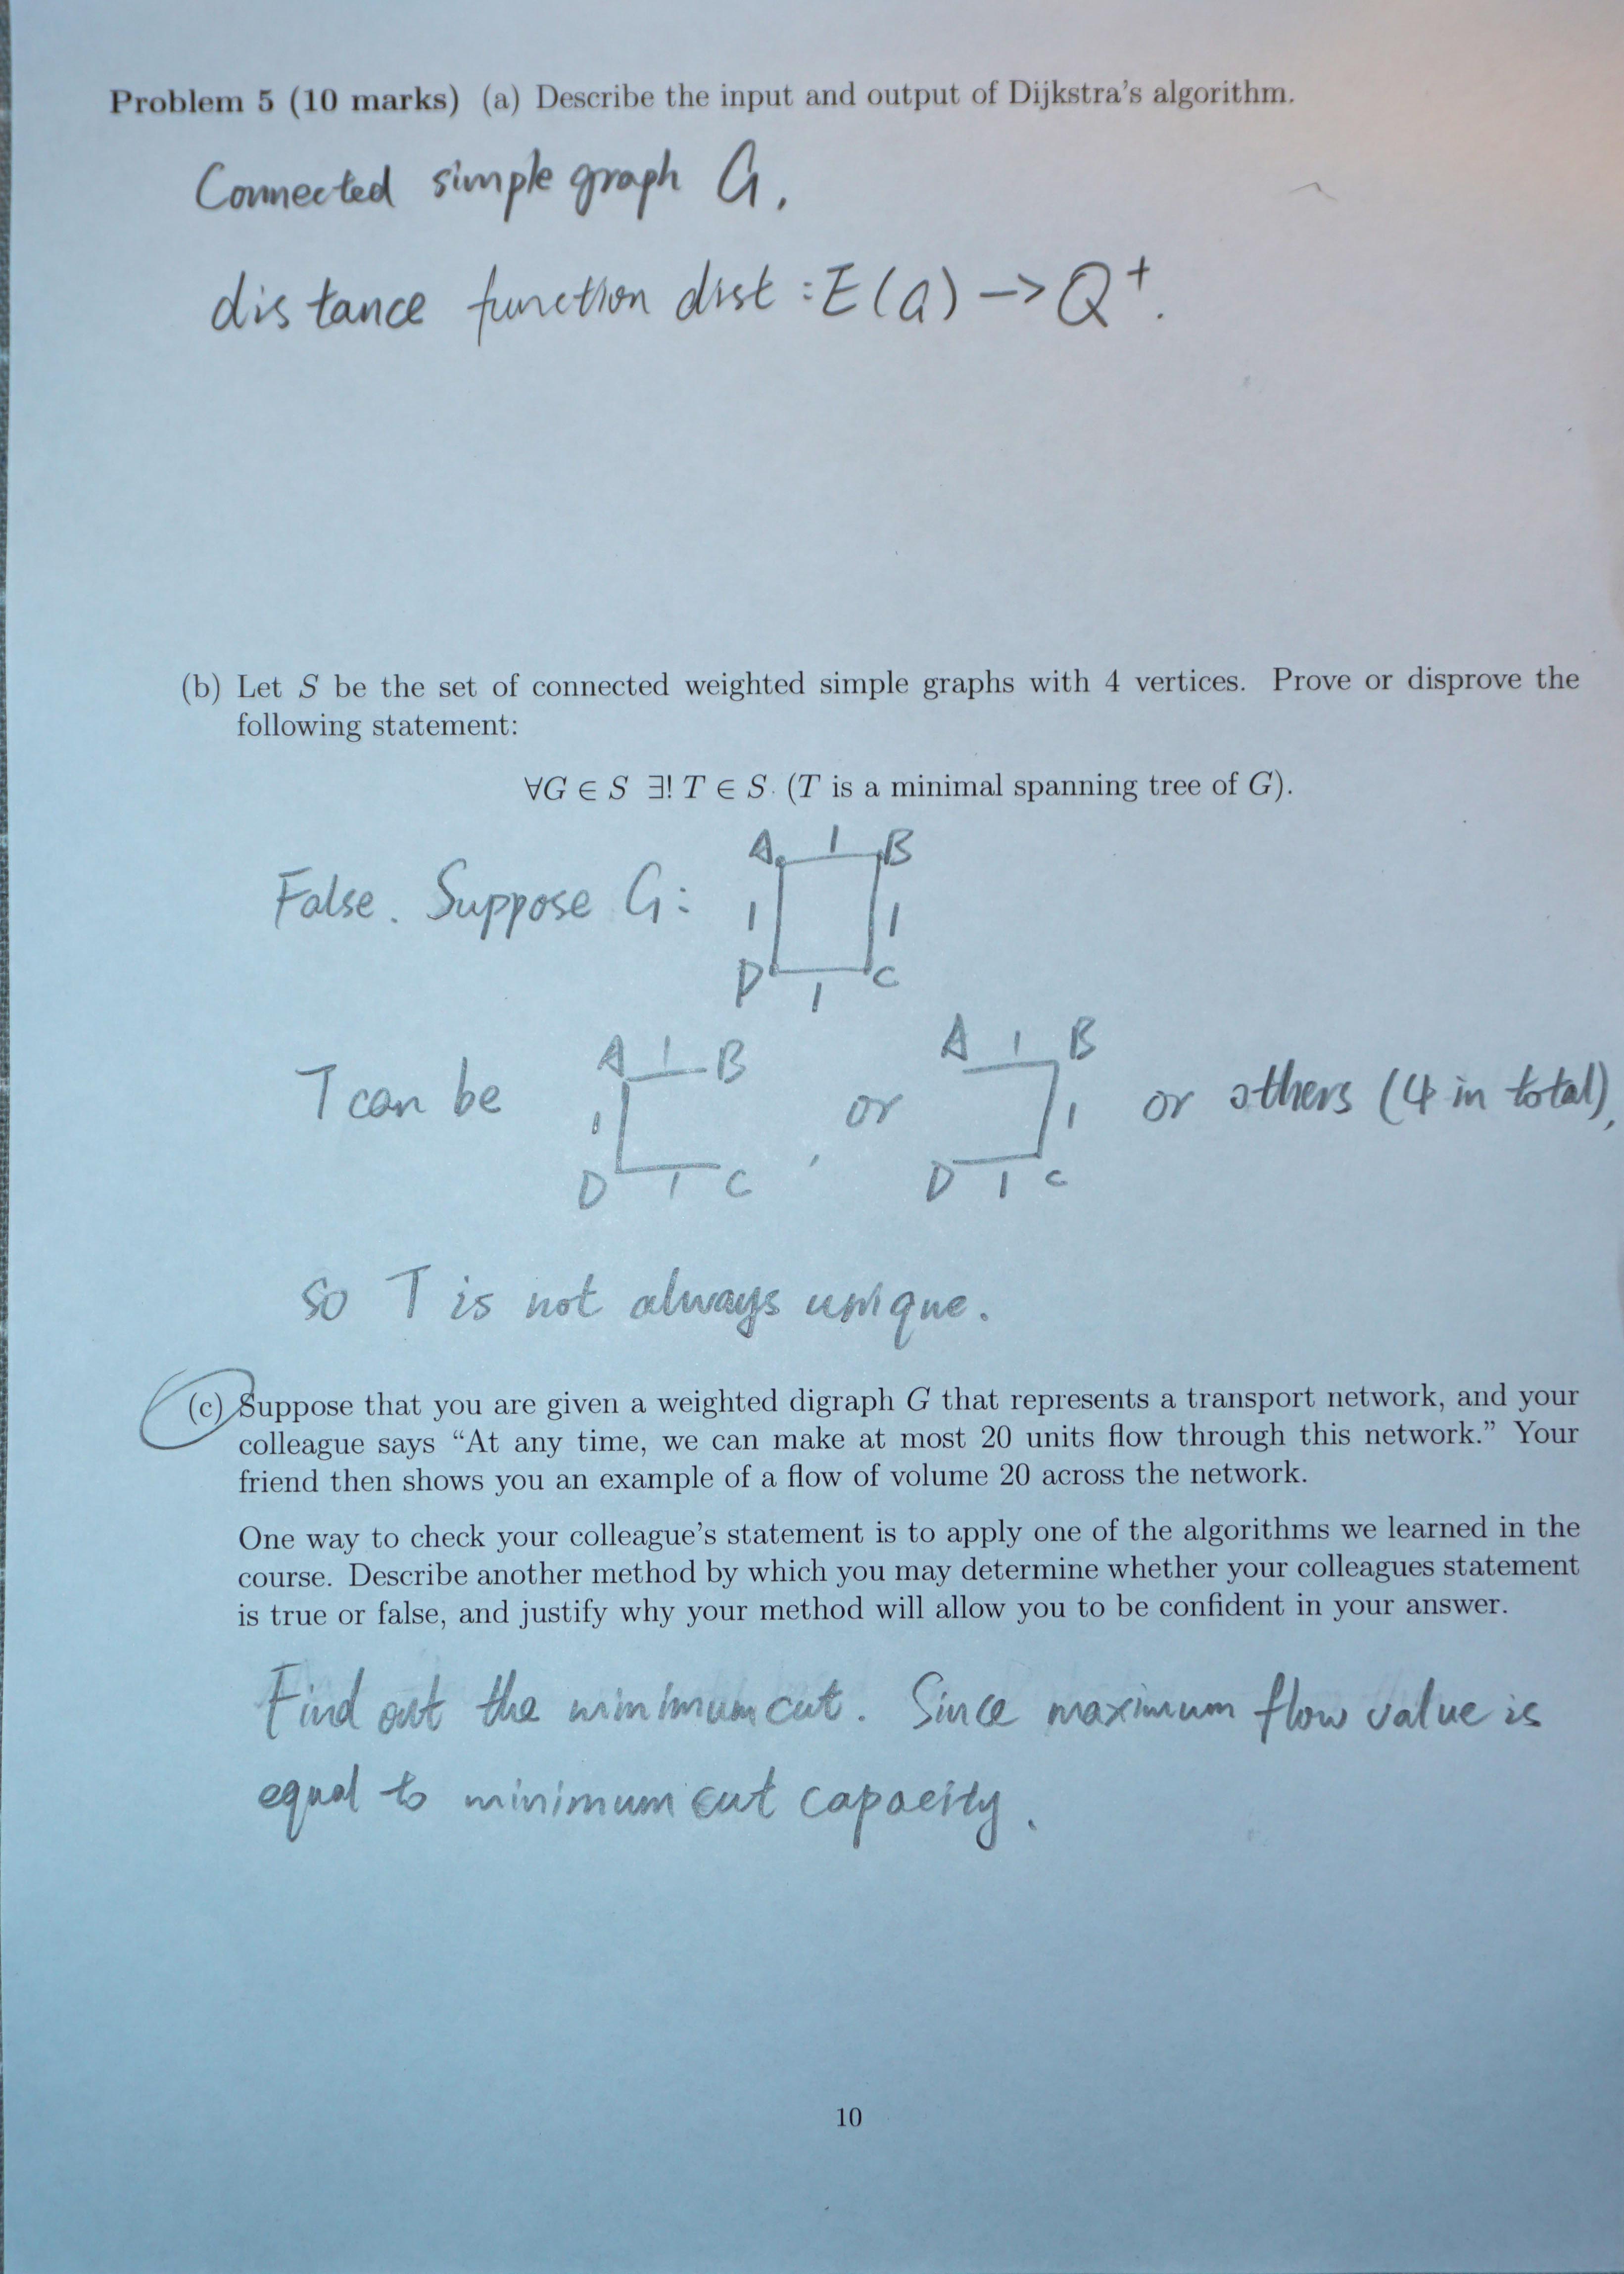 Problem 5 (10 marks) (a) Describe the input and output of Dijkstra's algorithm.
Connected simple graph G,
distance function dist : E(G) -> Q⁺.
(b) Let S be the set of connected weighted simple graphs with 4 vertices. Prove or disprove the
following statement:
∀G ∈ S ∃! T ∈ S. (T is a minimal spanning tree of G).
A 1 B
False. Suppose G: 1 1
D 1 C
A 1 B A 1 B
T can be 1 , or 1 or others (4 in total),
D 1 C D 1 C
so T is not always unique.
(c) Suppose that you are given a weighted digraph G that represents a transport network, and your
colleague says “At any time, we can make at most 20 units flow through this network.” Your
friend then shows you an example of a flow of volume 20 across the network.
One way to check your colleague's statement is to apply one of the algorithms we learned in the
course. Describe another method by which you may determine whether your colleagues statement
is true or false, and justify why your method will allow you to be confident in your answer.
Find out the minimum cut. Since maximum flow value is
equal to minimum cut capacity.
10